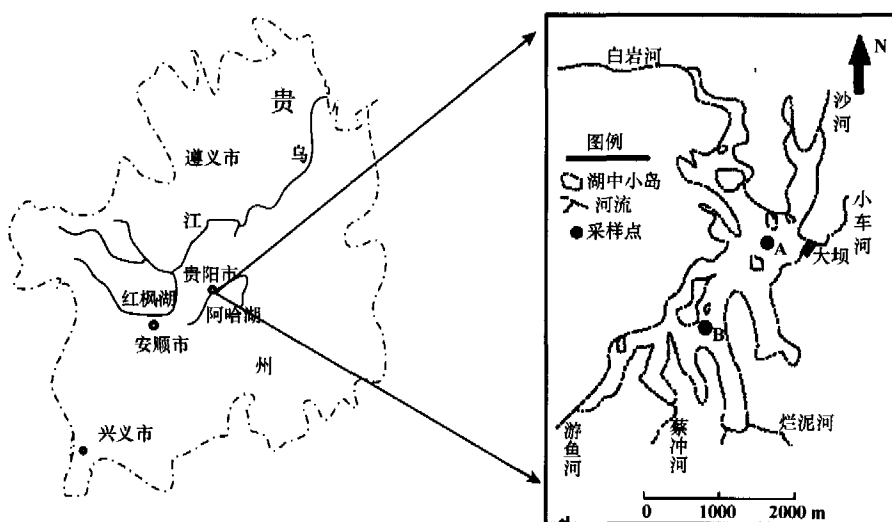 贵
遵义市
乌
江
贵阳市
红枫湖
阿哈湖
安顺市
州
兴义市
N
白岩河
沙河
图例
湖中小岛
河流
采样点
小车河
A
大坝
B
游鱼河
蔡冲河
烂泥河
0 1000 2000 m